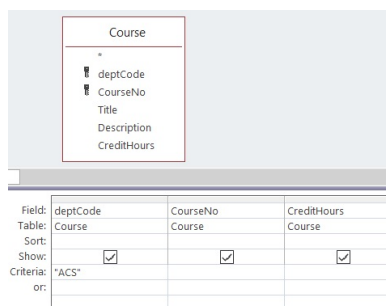 Course
*
deptCode
CourseNo
Title
Description
CreditHours
Field: deptCode CourseNo CreditHours
Table: Course Course Course
Sort:
Show:
Criteria: "ACS"
or: